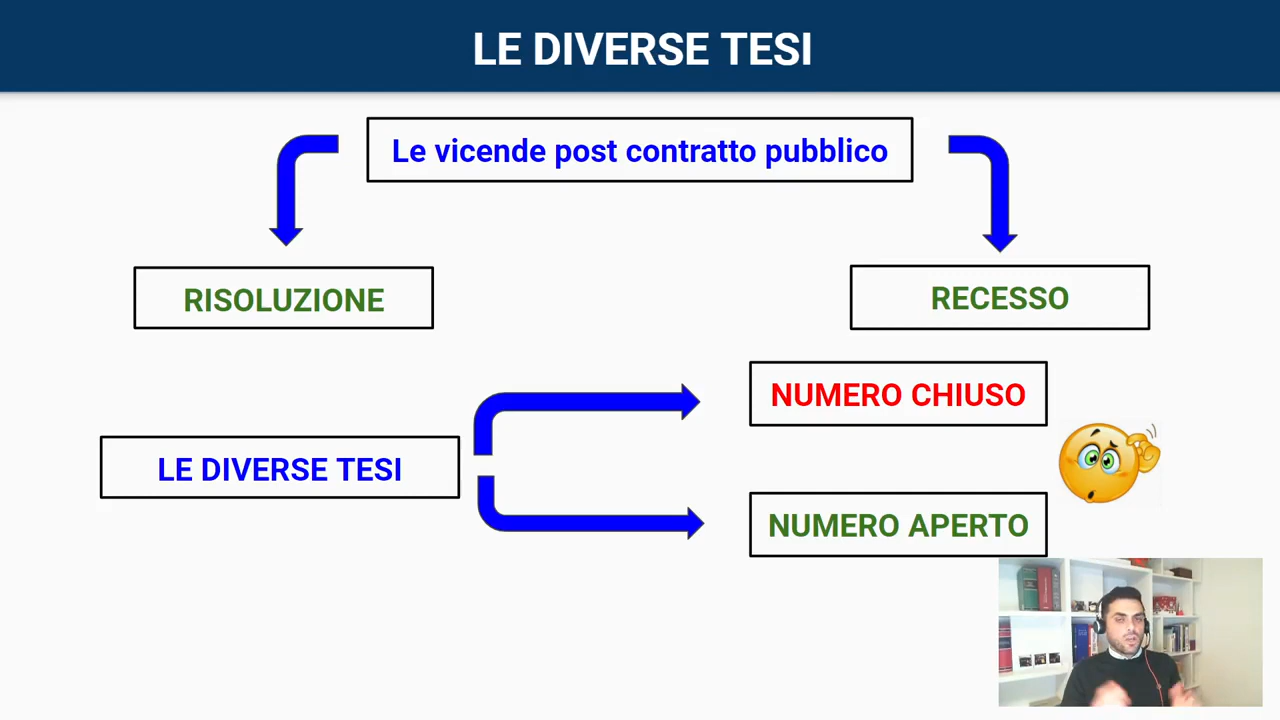 LE DIVERSE TESI
Le vicende post contratto pubblico
RISOLUZIONE
RECESSO
NUMERO CHIUSO
LE DIVERSE TESI
NUMERO APERTO